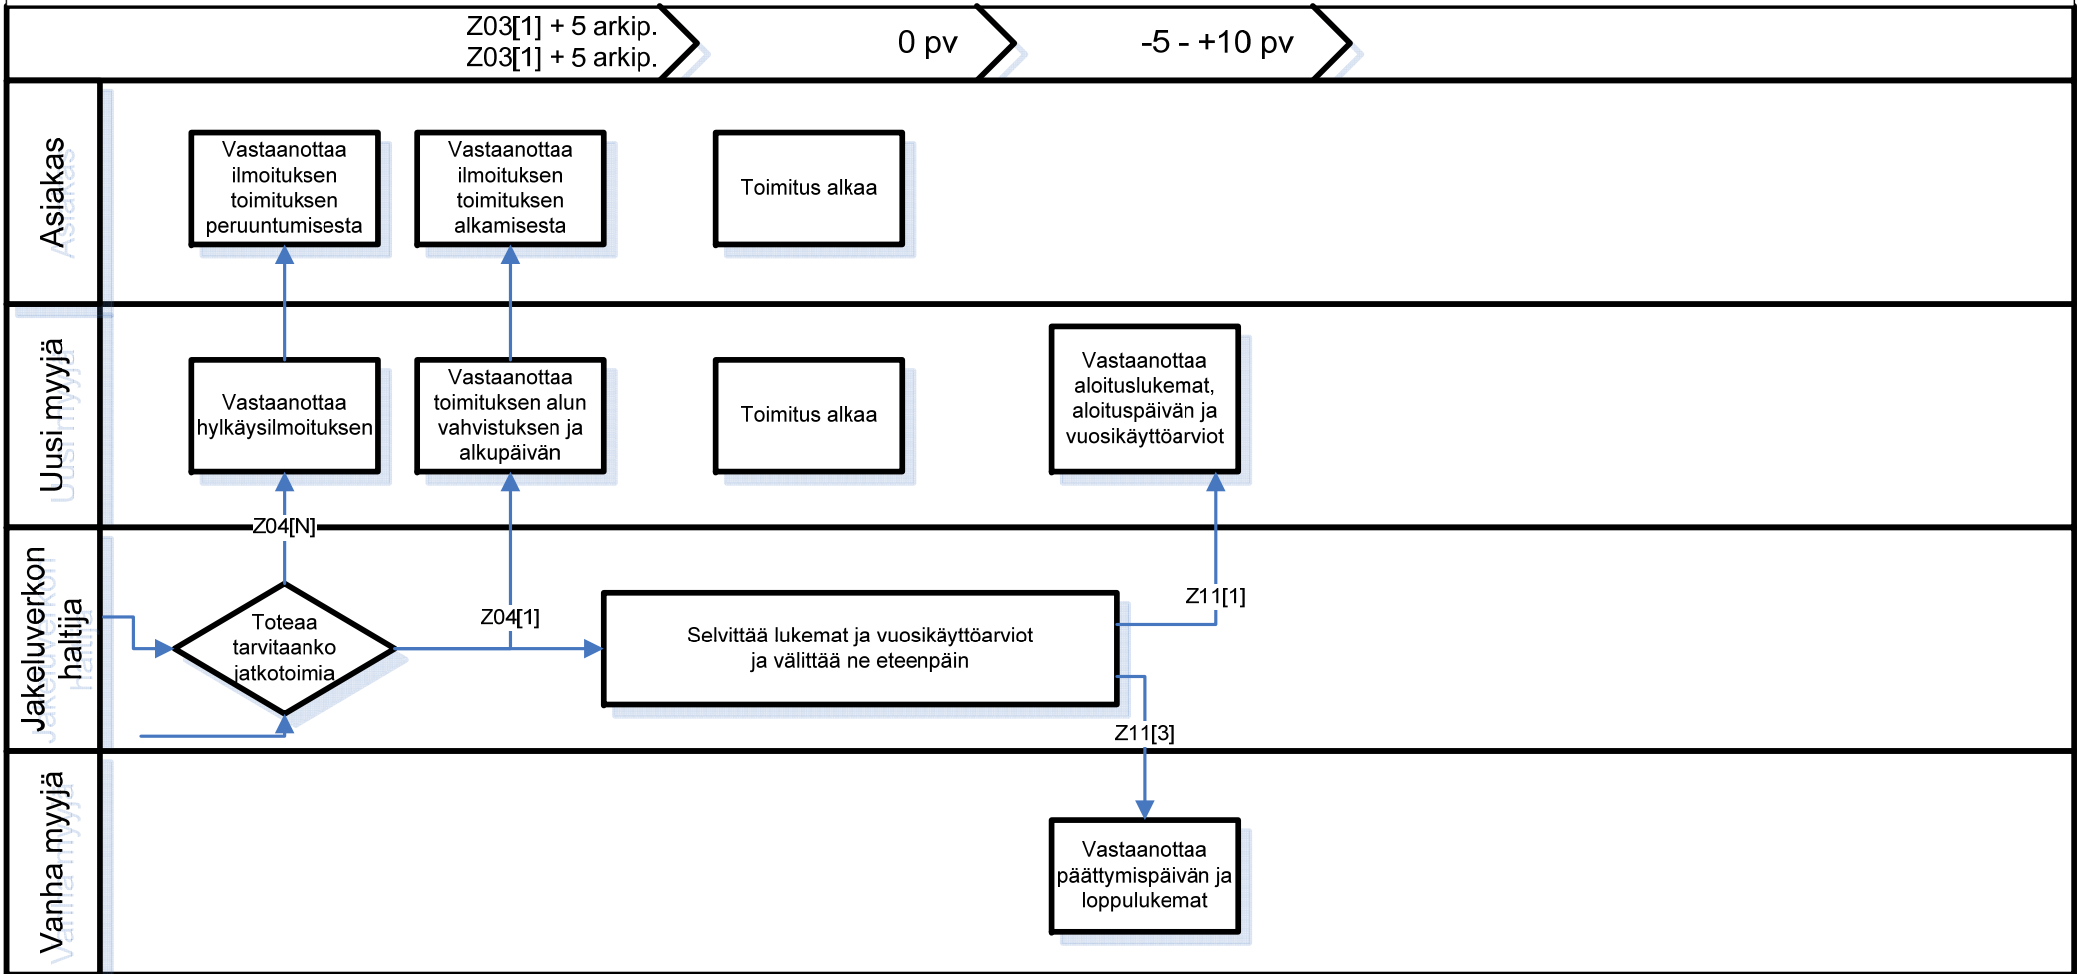 Z03[1] + 5 arkip.
Z03[1] + 5 arkip.
0 pv
-5 - +10 pv
Asiakas
Vastaanottaa
ilmoituksen
toimituksen
peruuntumisesta
Vastaanottaa
ilmoituksen
toimituksen
alkamisesta
Toimitus alkaa
Uusi myyjä
Vastaanottaa
hylkäysilmoituksen
Vastaanottaa
toimituksen alun
vahvistuksen ja
alkupäivän
Toimitus alkaa
Vastaanottaa
aloituslukemat,
aloituspäivän ja
vuosikäyttöarviot
Z04[N]
Jakeluverkon
haltija
Toteaa
tarvitaanko
jatkotoimia
Z04[1]
Selvittää lukemat ja vuosikäyttöarviot
ja välittää ne eteenpäin
Z11[1]
Z11[3]
Vanha myyjä
Vastaanottaa
päättymispäivän ja
loppulukemat